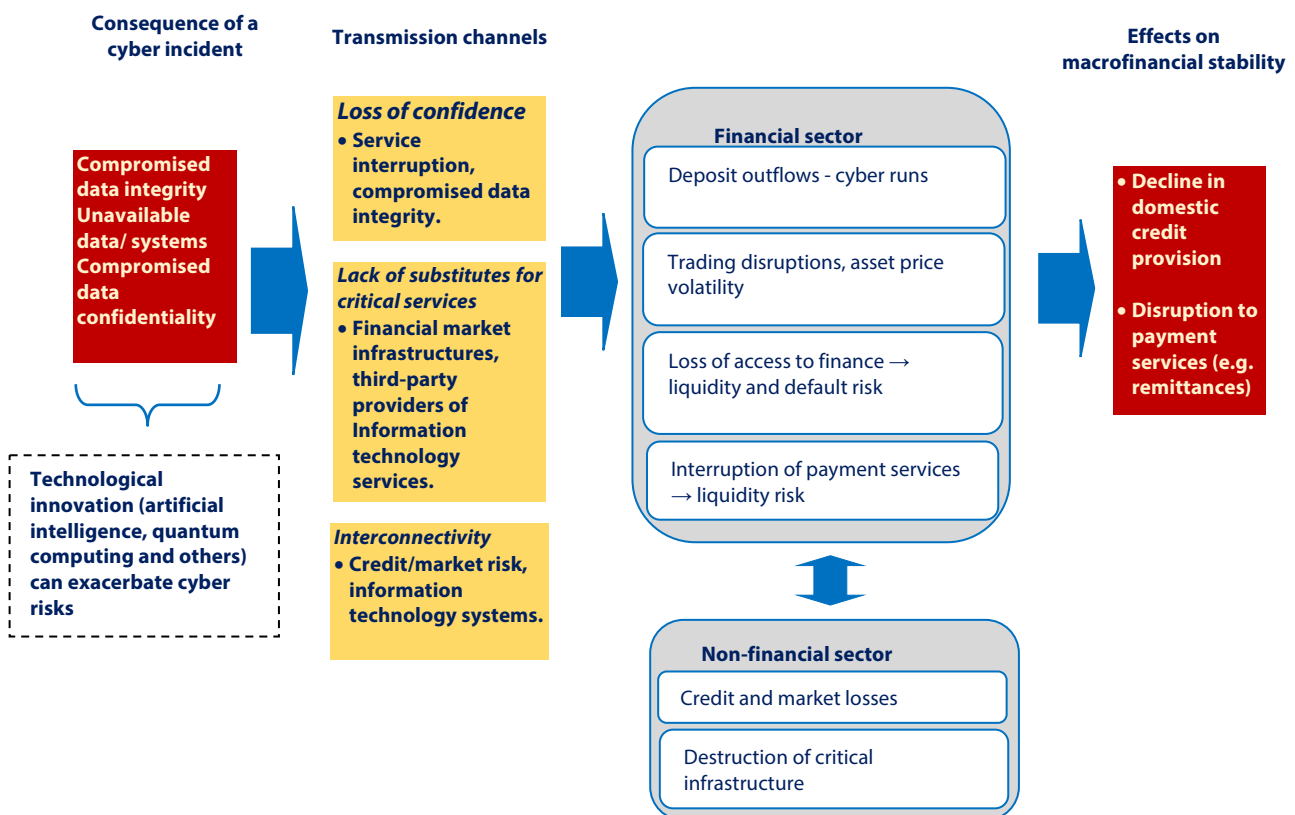 Consequence of a
cyber incident
Transmission channels
Effects on
macrofinancial stability
Compromised
data integrity
Unavailable
data/ systems
Compromised
data
confidentiality
Technological
innovation (artificial
intelligence, quantum
computing and others)
can exacerbate cyber
risks
Loss of confidence
• Service
interruption,
compromised data
integrity.
Lack of substitutes for
critical services
• Financial market
infrastructures,
third-party
providers of
Information
technology
services.
Interconnectivity
• Credit/market risk,
information
technology systems.
Financial sector
Deposit outflows - cyber runs
Trading disruptions, asset price
volatility
Loss of access to finance →
liquidity and default risk
Interruption of payment services
→ liquidity risk
Non-financial sector
Credit and market losses
Destruction of critical
infrastructure
• Decline in
domestic
credit
provision
• Disruption to
payment
services (e.g.
remittances)